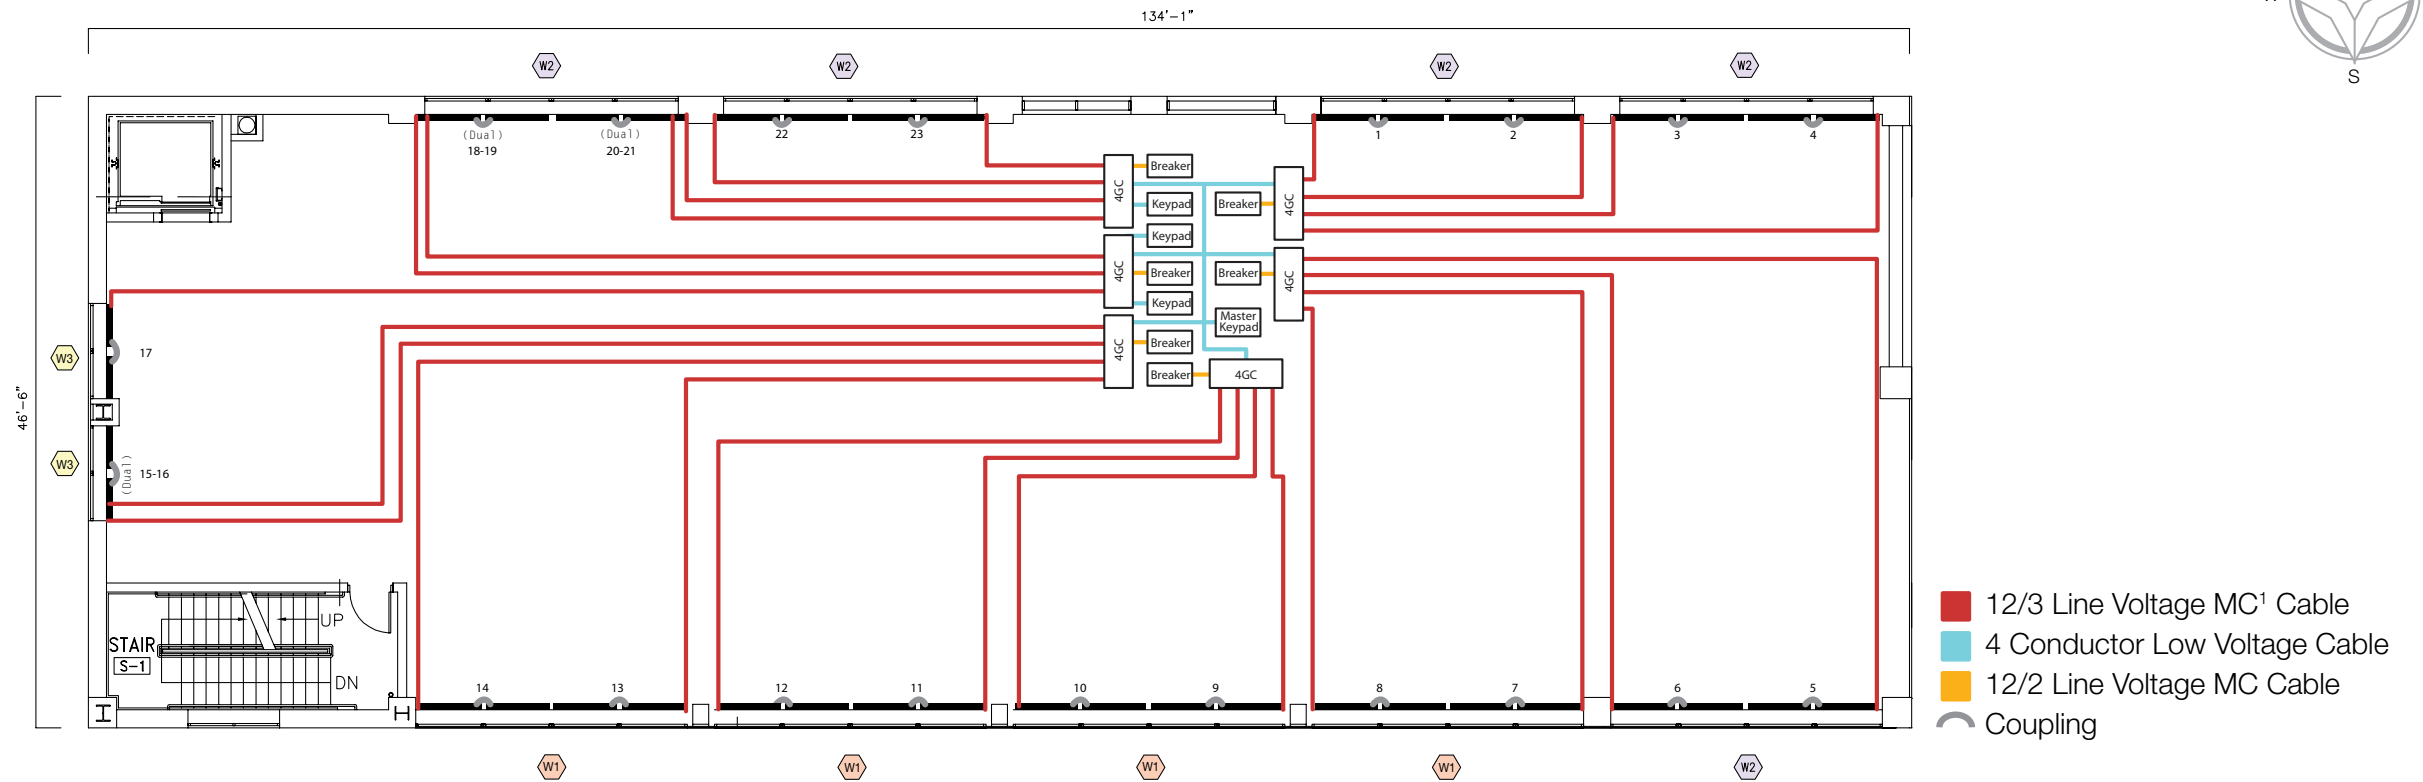 134'-1"
W2
W2
W2
W2
S
(Dual)
18-19
(Dual)
20-21
22
23
1
2
3
4
4GC
Breaker
Keypad
Breaker
4GC
Keypad
4GC
Breaker
Keypad
Breaker
4GC
Master
Keypad
4GC
Breaker
Breaker
4GC
W3
17
46'-6"
W3
(Dual)
15-16
UP
STAIR
S-1
DN
14
13
12
11
10
9
8
7
6
5
W1
W1
W1
W1
W2
12/3 Line Voltage MC¹ Cable
4 Conductor Low Voltage Cable
12/2 Line Voltage MC Cable
Coupling